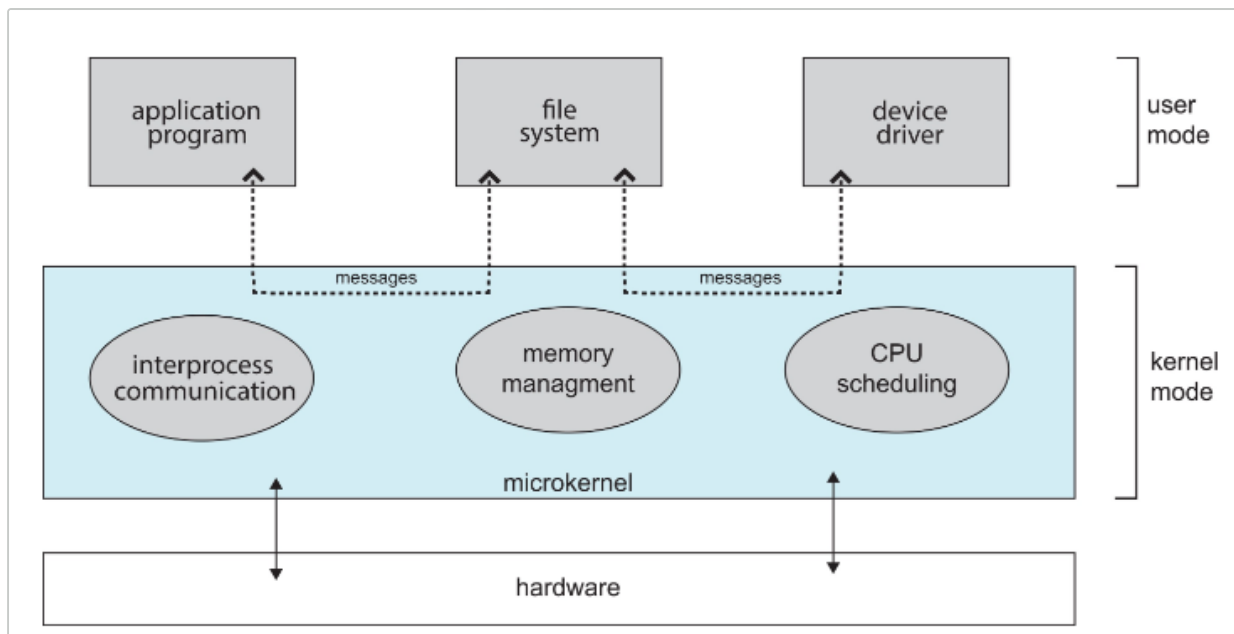 application
program
file
system
device
driver
user
mode
messages
messages
interprocess
communication
memory
managment
CPU
scheduling
kernel
mode
microkernel
hardware